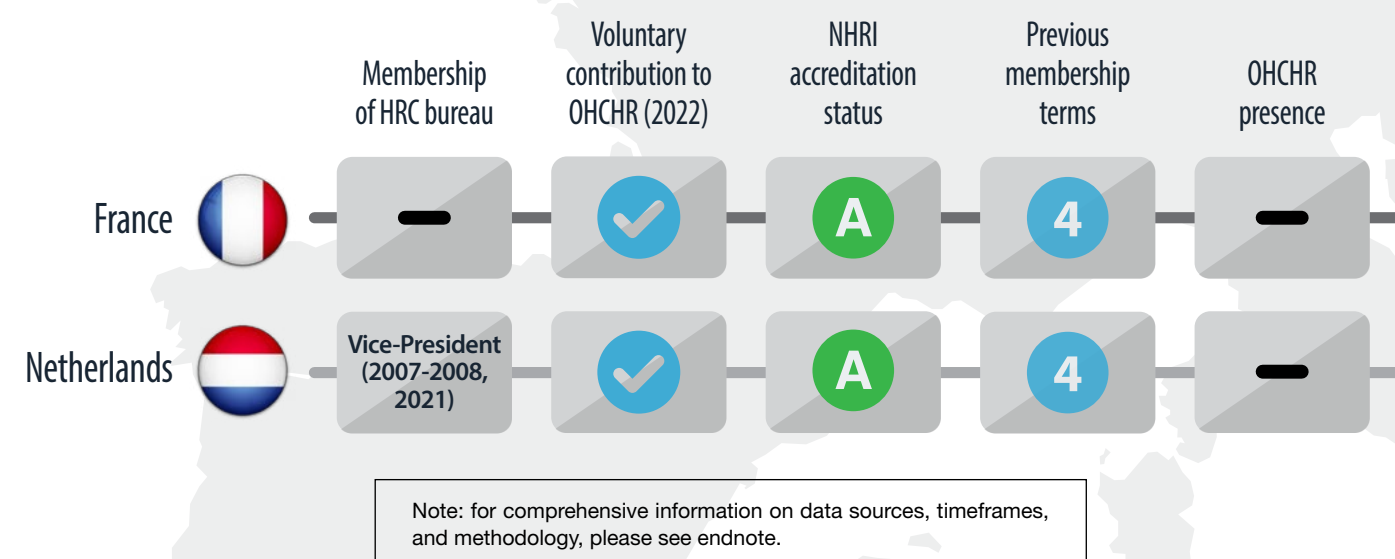 Membership
of HRC bureau
Voluntary
contribution to
OHCHR (2022)
NHRI
accreditation
status
Previous
membership
terms
OHCHR
presence
France
A
4
Netherlands
Vice-President
(2007-2008,
2021)
A
4
Note: for comprehensive information on data sources, timeframes,
and methodology, please see endnote.